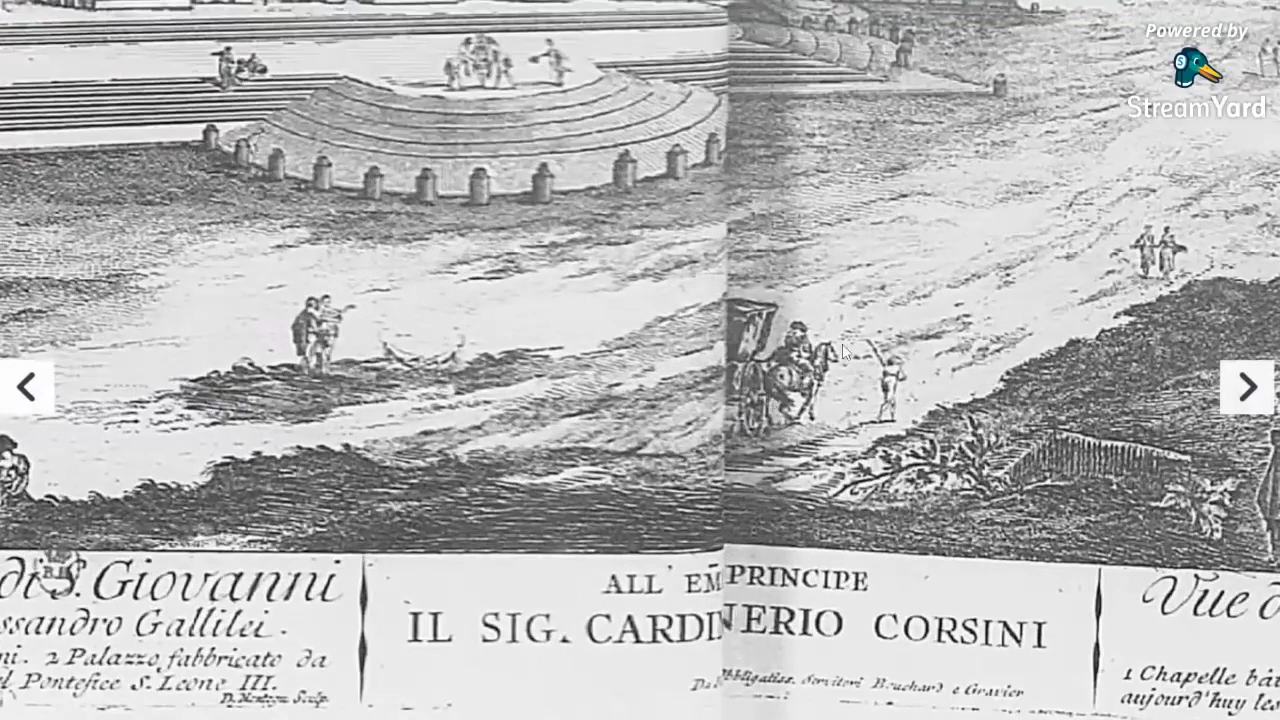 Powered by
StreamYard
di S. Giovanni
ssandro Gallilei.
ni. 2 Palazzo fabbricato da
l Pontefice S. Leone III.
ALL' EM PRINCIPE
IL SIG. CARDI NERIO CORSINI
bligatiss. Servitori Bouchard e Gravier
Vue d
1 Chapelle bât
aujourd'huy les